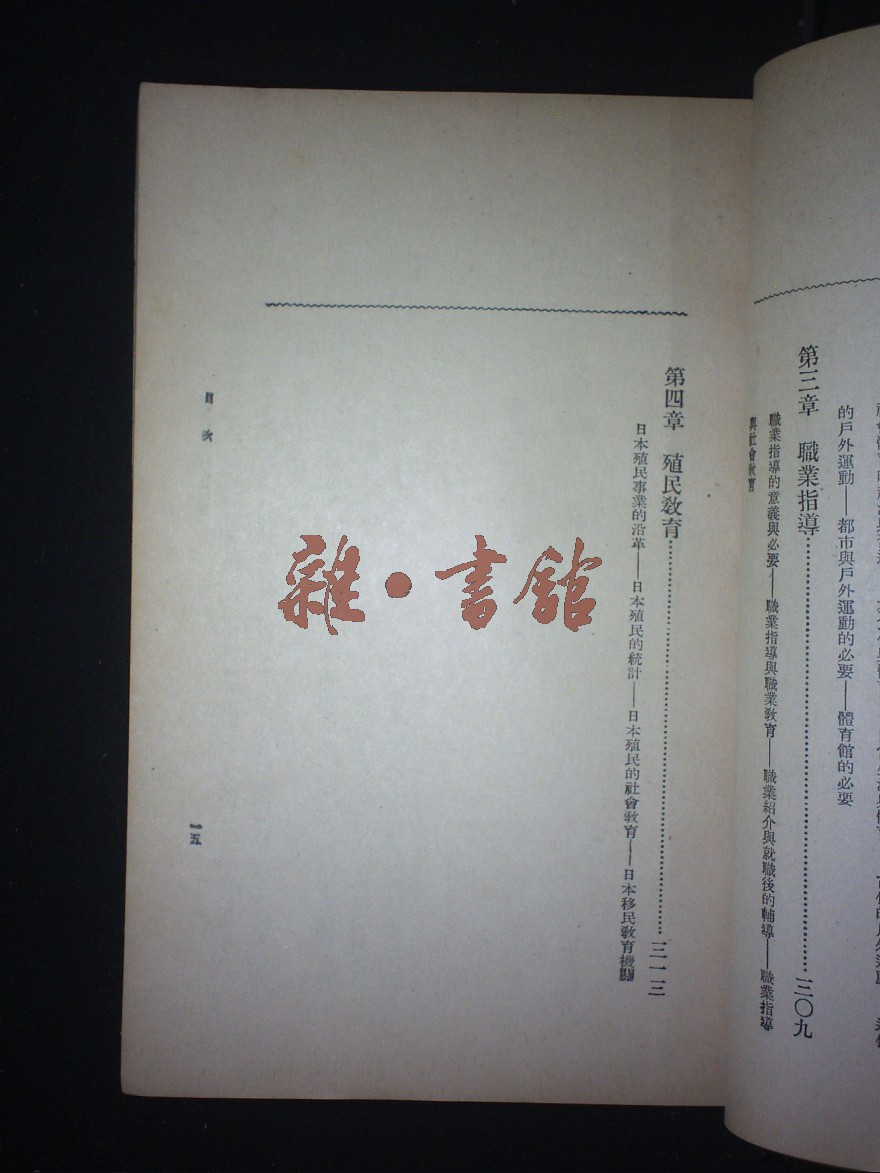 的戶外運動——都市與戶外運動的必要——體育館的必要
第三章　職業指導……三〇九
職業指導的意義與必要——職業指導與職業敎育——職業紹介與就職後的輔導——職業指導
與社會敎育
第四章　殖民敎育……三一三
日本殖民事業的沿革——日本殖民的統計——日本殖民的社會敎育——日本移民敎育機關
目次
一五
雜·書館